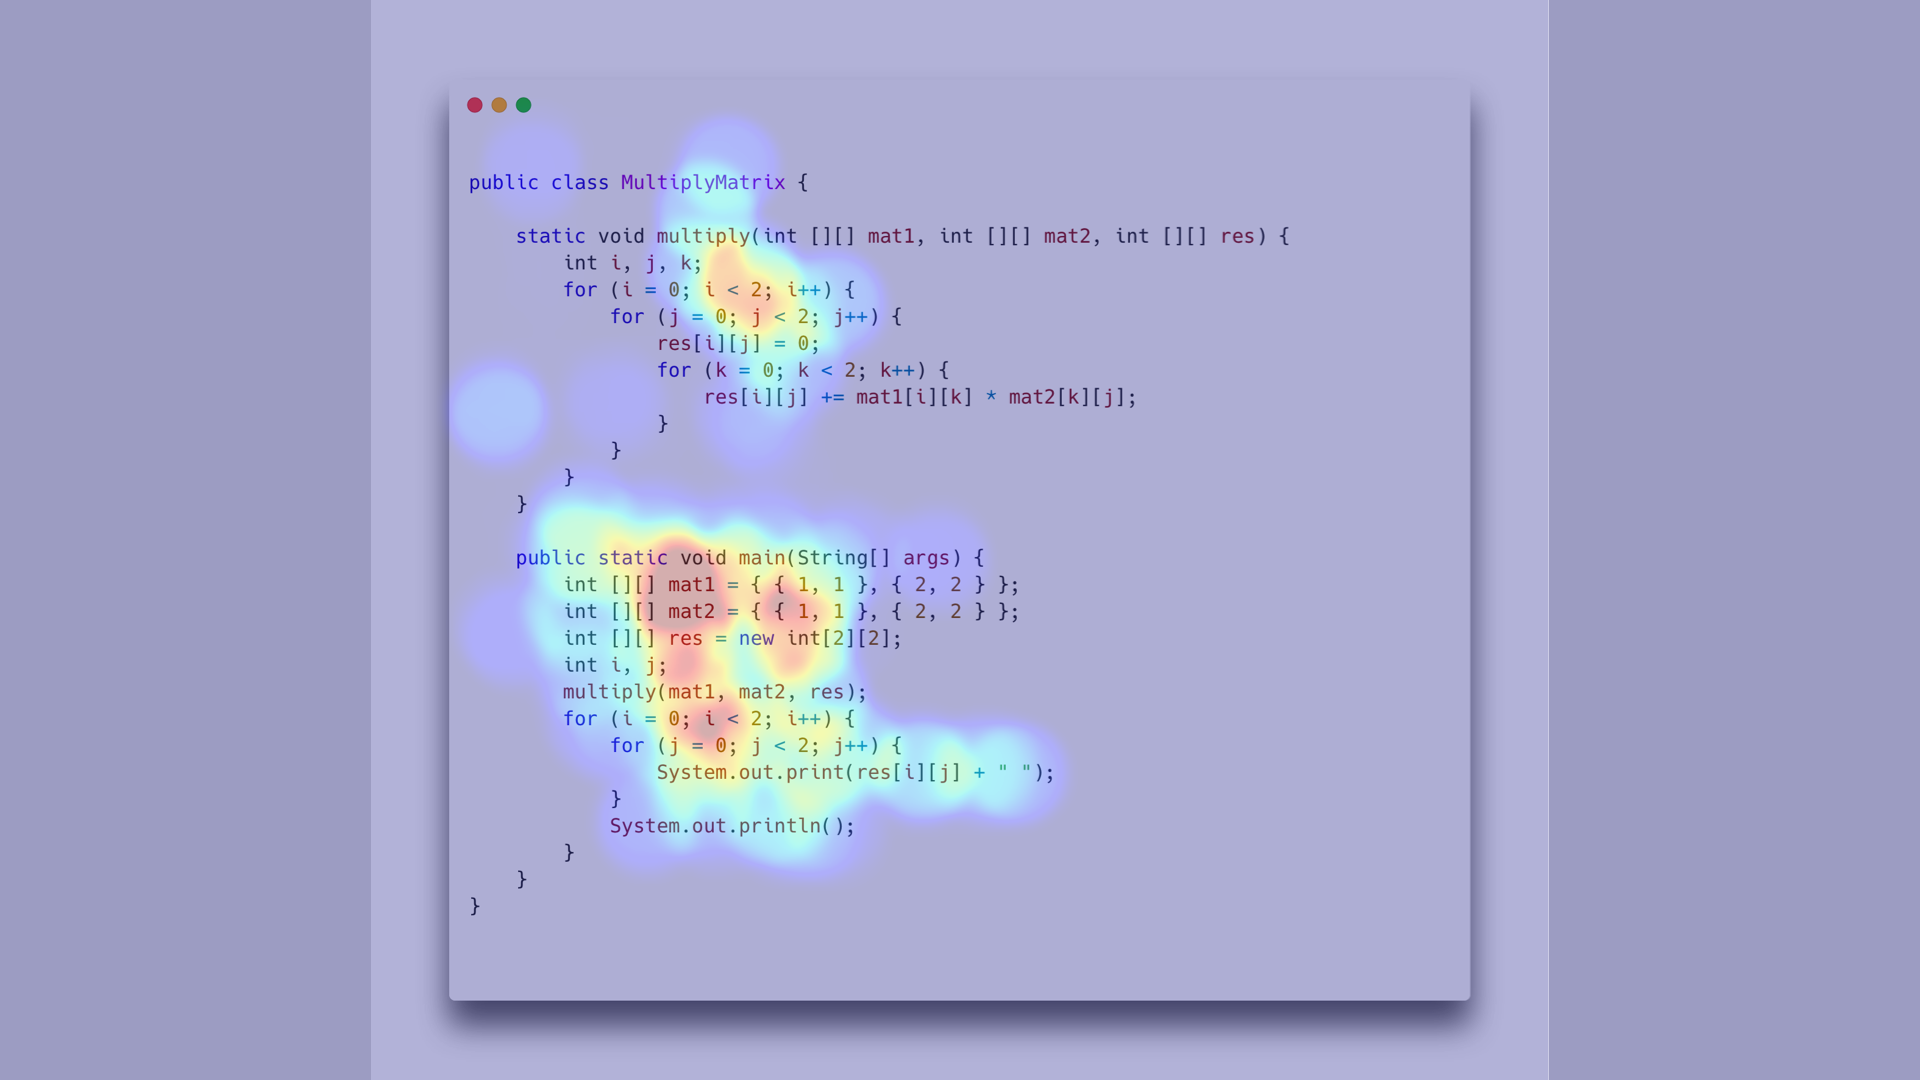 public class MultiplyMatrix {
static void multiply(int [][] mat1, int [][] mat2, int [][] res) {
int i, j, k;
for (i = 0; i < 2; i++) {
for (j = 0; j < 2; j++) {
res[i][j] = 0;
for (k = 0; k < 2; k++) {
res[i][j] += mat1[i][k] * mat2[k][j];
}
}
}
}
public static void main(String[] args) {
int [][] mat1 = { { 1, 1 }, { 2, 2 } };
int [][] mat2 = { { 1, 1 }, { 2, 2 } };
int [][] res = new int[2][2];
int i, j;
multiply(mat1, mat2, res);
for (i = 0; i < 2; i++) {
for (j = 0; j < 2; j++) {
System.out.print(res[i][j] + " ");
}
System.out.println();
}
}
}